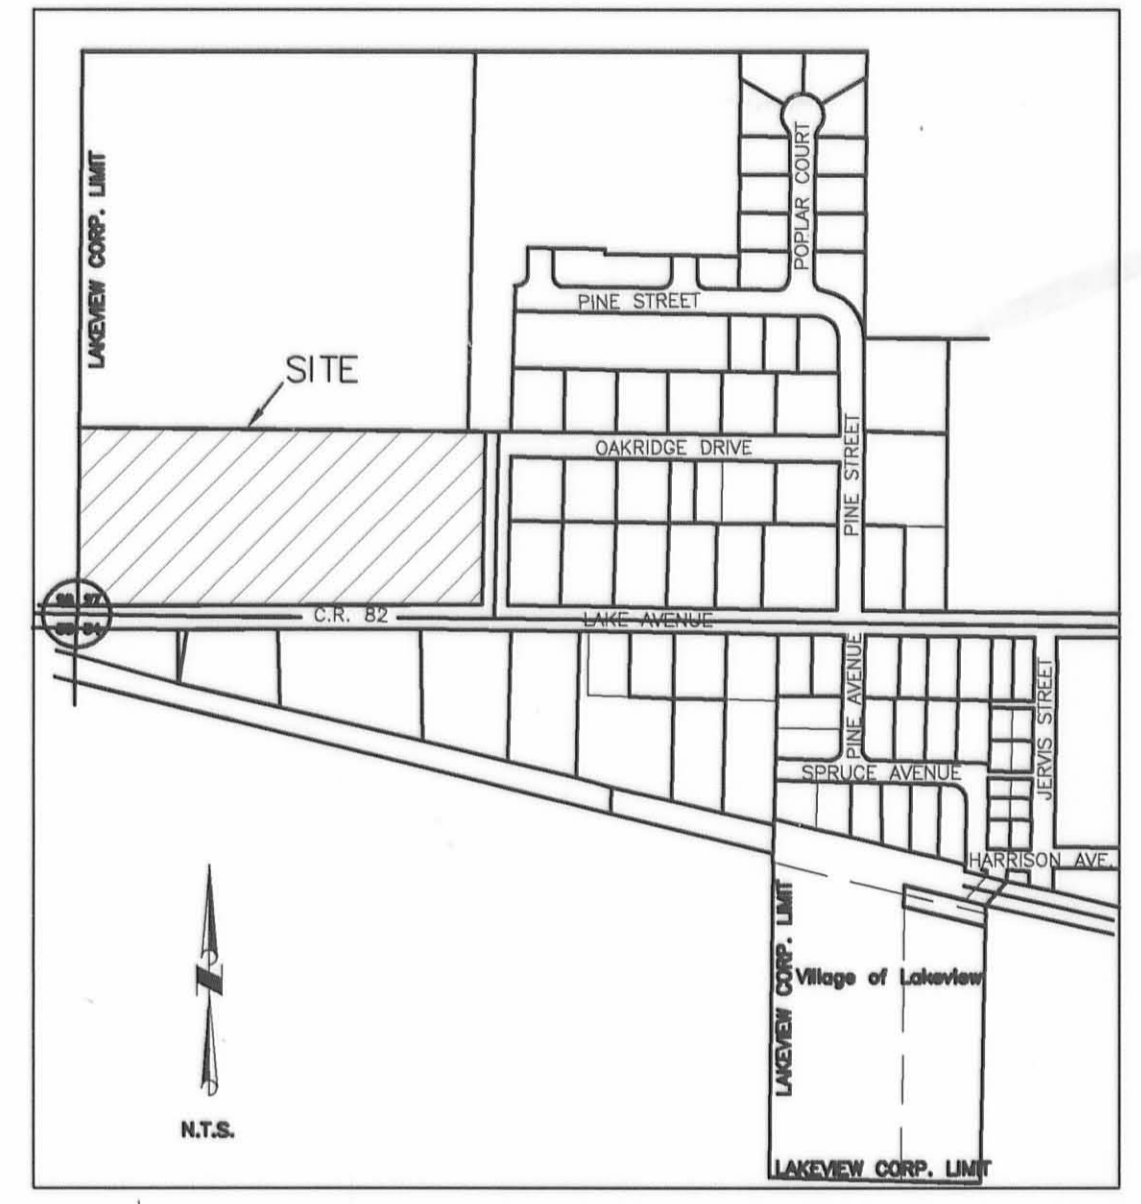 POPLAR COURT
LAKEVIEW CORP. LIMIT
PINE STREET
SITE
OAKRIDGE DRIVE
PINE STREET
C.R. 82
LAKE AVENUE
PINE AVENUE
JERVIS STREET
SPRUCE AVENUE
HARRISON AVE.
LAKEVIEW CORP. LIMIT
Village of Lakeview
N.T.S.
LAKEVIEW CORP. LIMIT